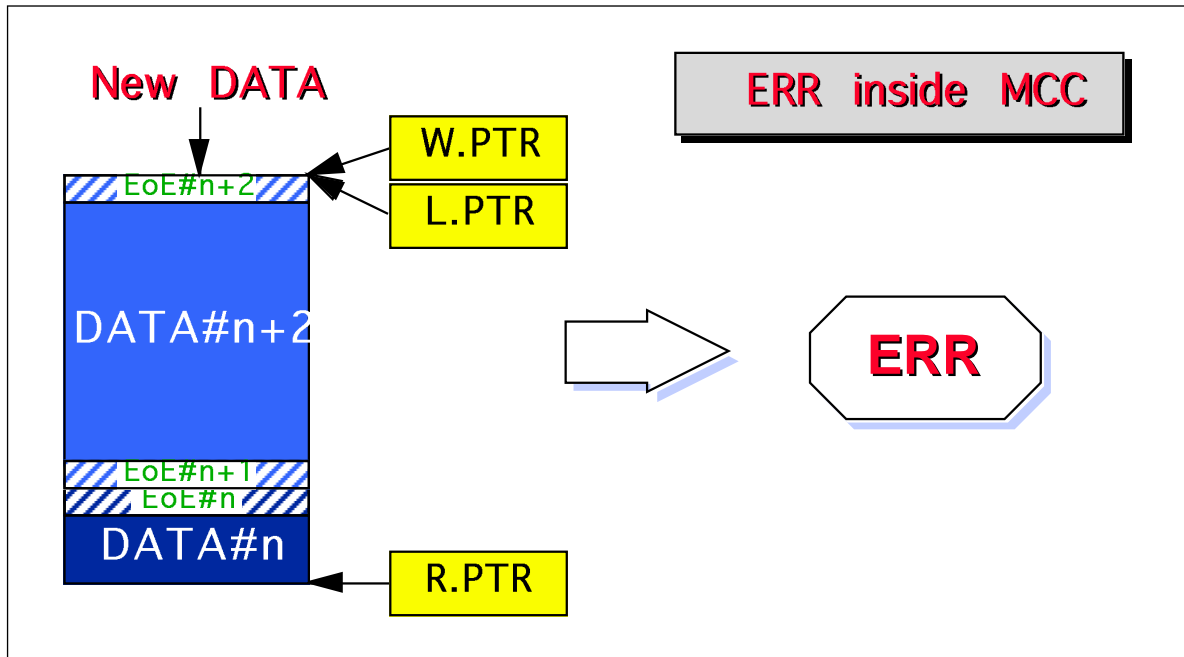 New DATA
ERR inside MCC
W.PTR
EoE#n+2
L.PTR
DATA#n+2
ERR
EoE#n+1
EoE#n
DATA#n
R.PTR